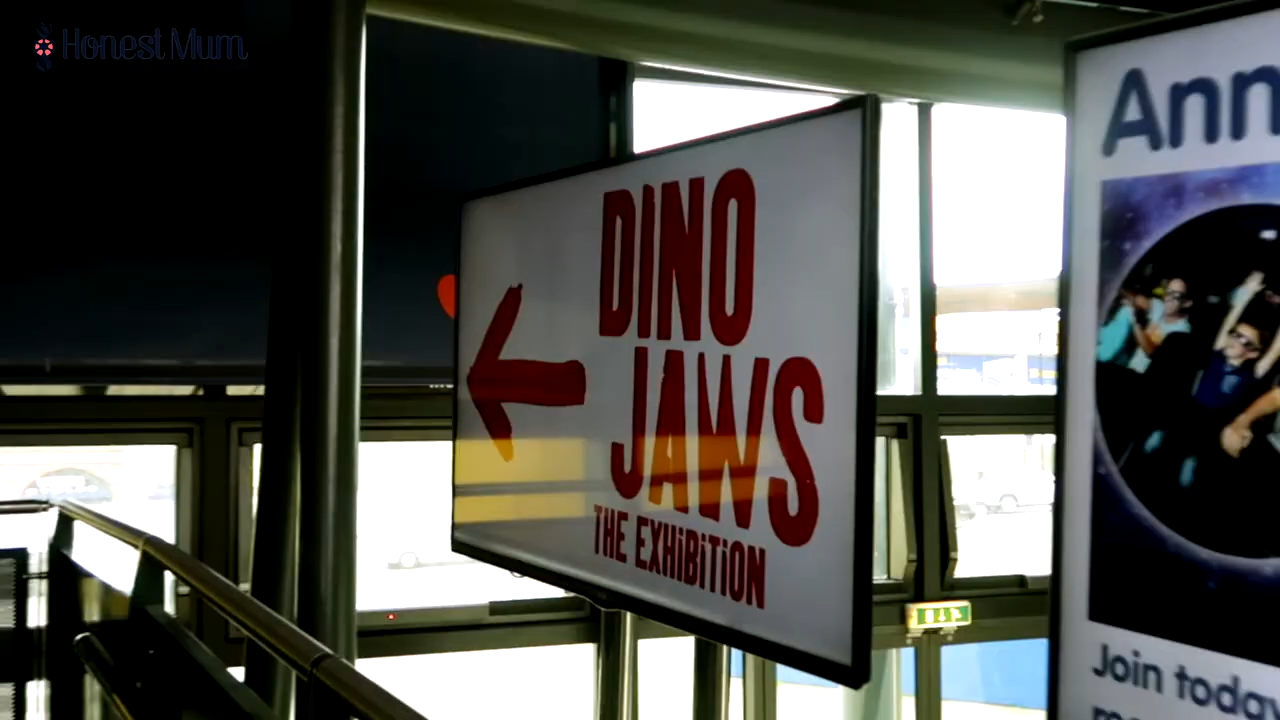 Honest Mum
DINO
JAWS
THE EXHiBiTiON
Ann
Join today